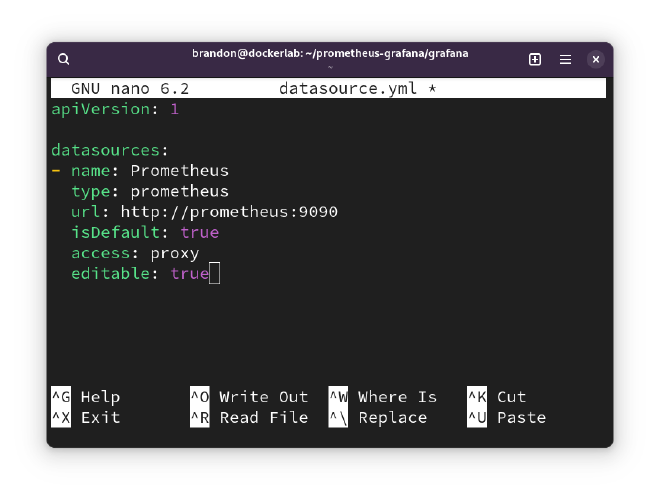 brandon@dockerlab: ~/prometheus-grafana/grafana
~
GNU nano 6.2 datasource.yml *
apiVersion: 1
datasources:
- name: Prometheus
  type: prometheus
  url: http://prometheus:9090
  isDefault: true
  access: proxy
  editable: true
^G Help ^O Write Out ^W Where Is ^K Cut
^X Exit ^R Read File ^\ Replace ^U Paste